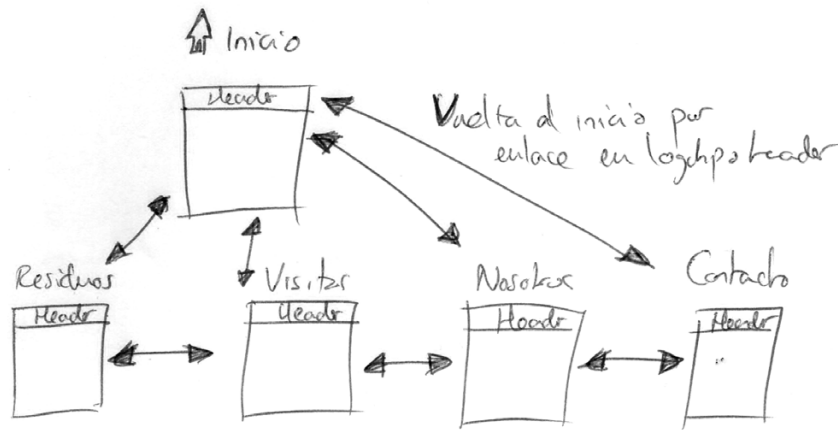 Inicio
Header
Vuelta al inicio por
enlace en logotipo header
Residuos
Visitar
Nosotros
Contacto
Header
Header
Header
Header